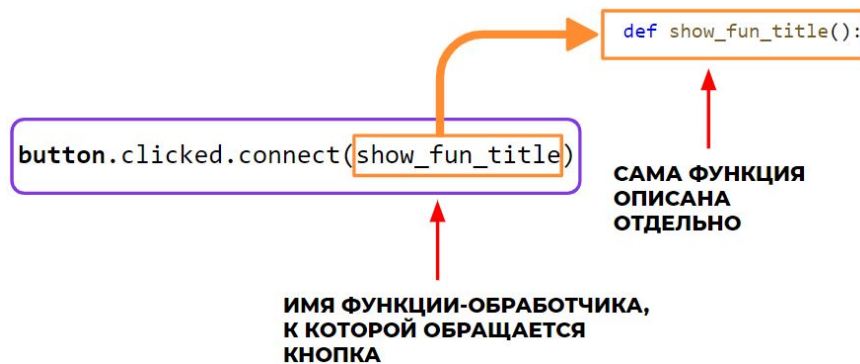 def show_fun_title():
button.clicked.connect(show_fun_title)
САМА ФУНКЦИЯ
ОПИСАНА
ОТДЕЛЬНО
ИМЯ ФУНКЦИИ-ОБРАБОТЧИКА,
К КОТОРОЙ ОБРАЩАЕТСЯ
КНОПКА